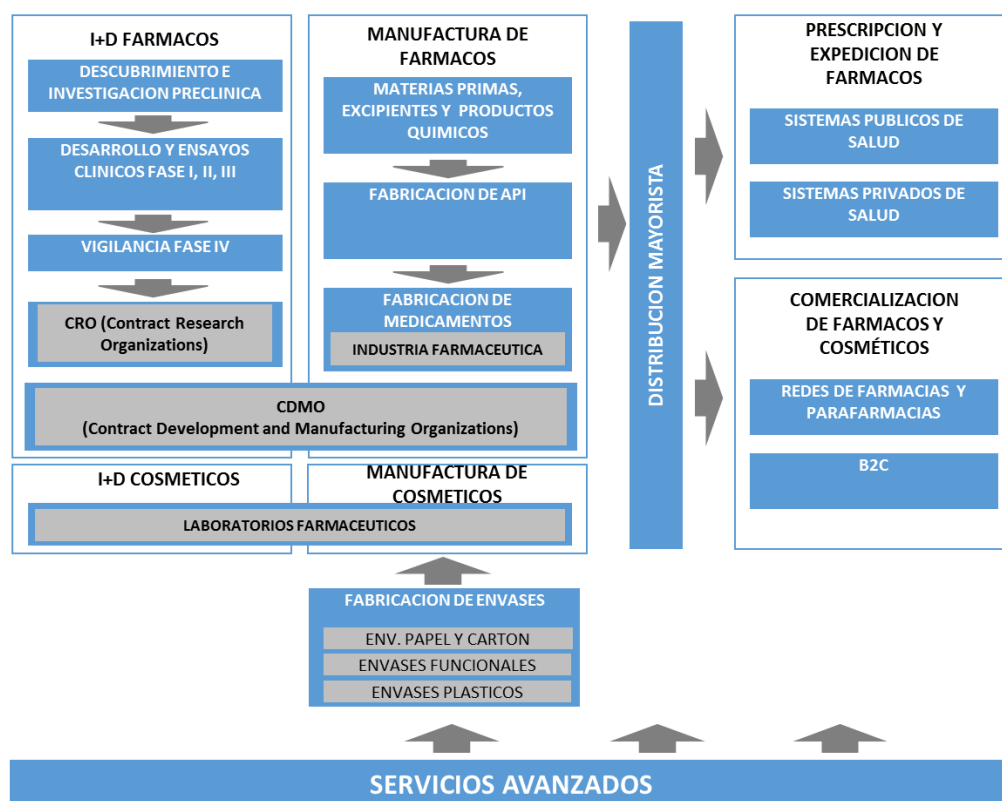 I+D FARMACOS
DESCUBRIMIENTO E
INVESTIGACION PRECLINICA
DESARROLLO Y ENSAYOS
CLINICOS FASE I, II, III
VIGILANCIA FASE IV
CRO (Contract Research
Organizations)
MANUFACTURA DE
FARMACOS
MATERIAS PRIMAS,
EXCIPIENTES Y PRODUCTOS
QUIMICOS
FABRICACION DE API
FABRICACION DE
MEDICAMENTOS
INDUSTRIA FARMACEUTICA
CDMO
(Contract Development and Manufacturing Organizations)
I+D COSMETICOS
MANUFACTURA DE
COSMETICOS
LABORATORIOS FARMACEUTICOS
FABRICACION DE ENVASES
ENV. PAPEL Y CARTON
ENVASES FUNCIONALES
ENVASES PLASTICOS
DISTRIBUCION MAYORISTA
PRESCRIPCION Y
EXPEDICION DE
FARMACOS
SISTEMAS PUBLICOS DE
SALUD
SISTEMAS PRIVADOS DE
SALUD
COMERCIALIZACION
DE FARMACOS Y
COSMÉTICOS
REDES DE FARMACIAS Y
PARAFARMACIAS
B2C
SERVICIOS AVANZADOS